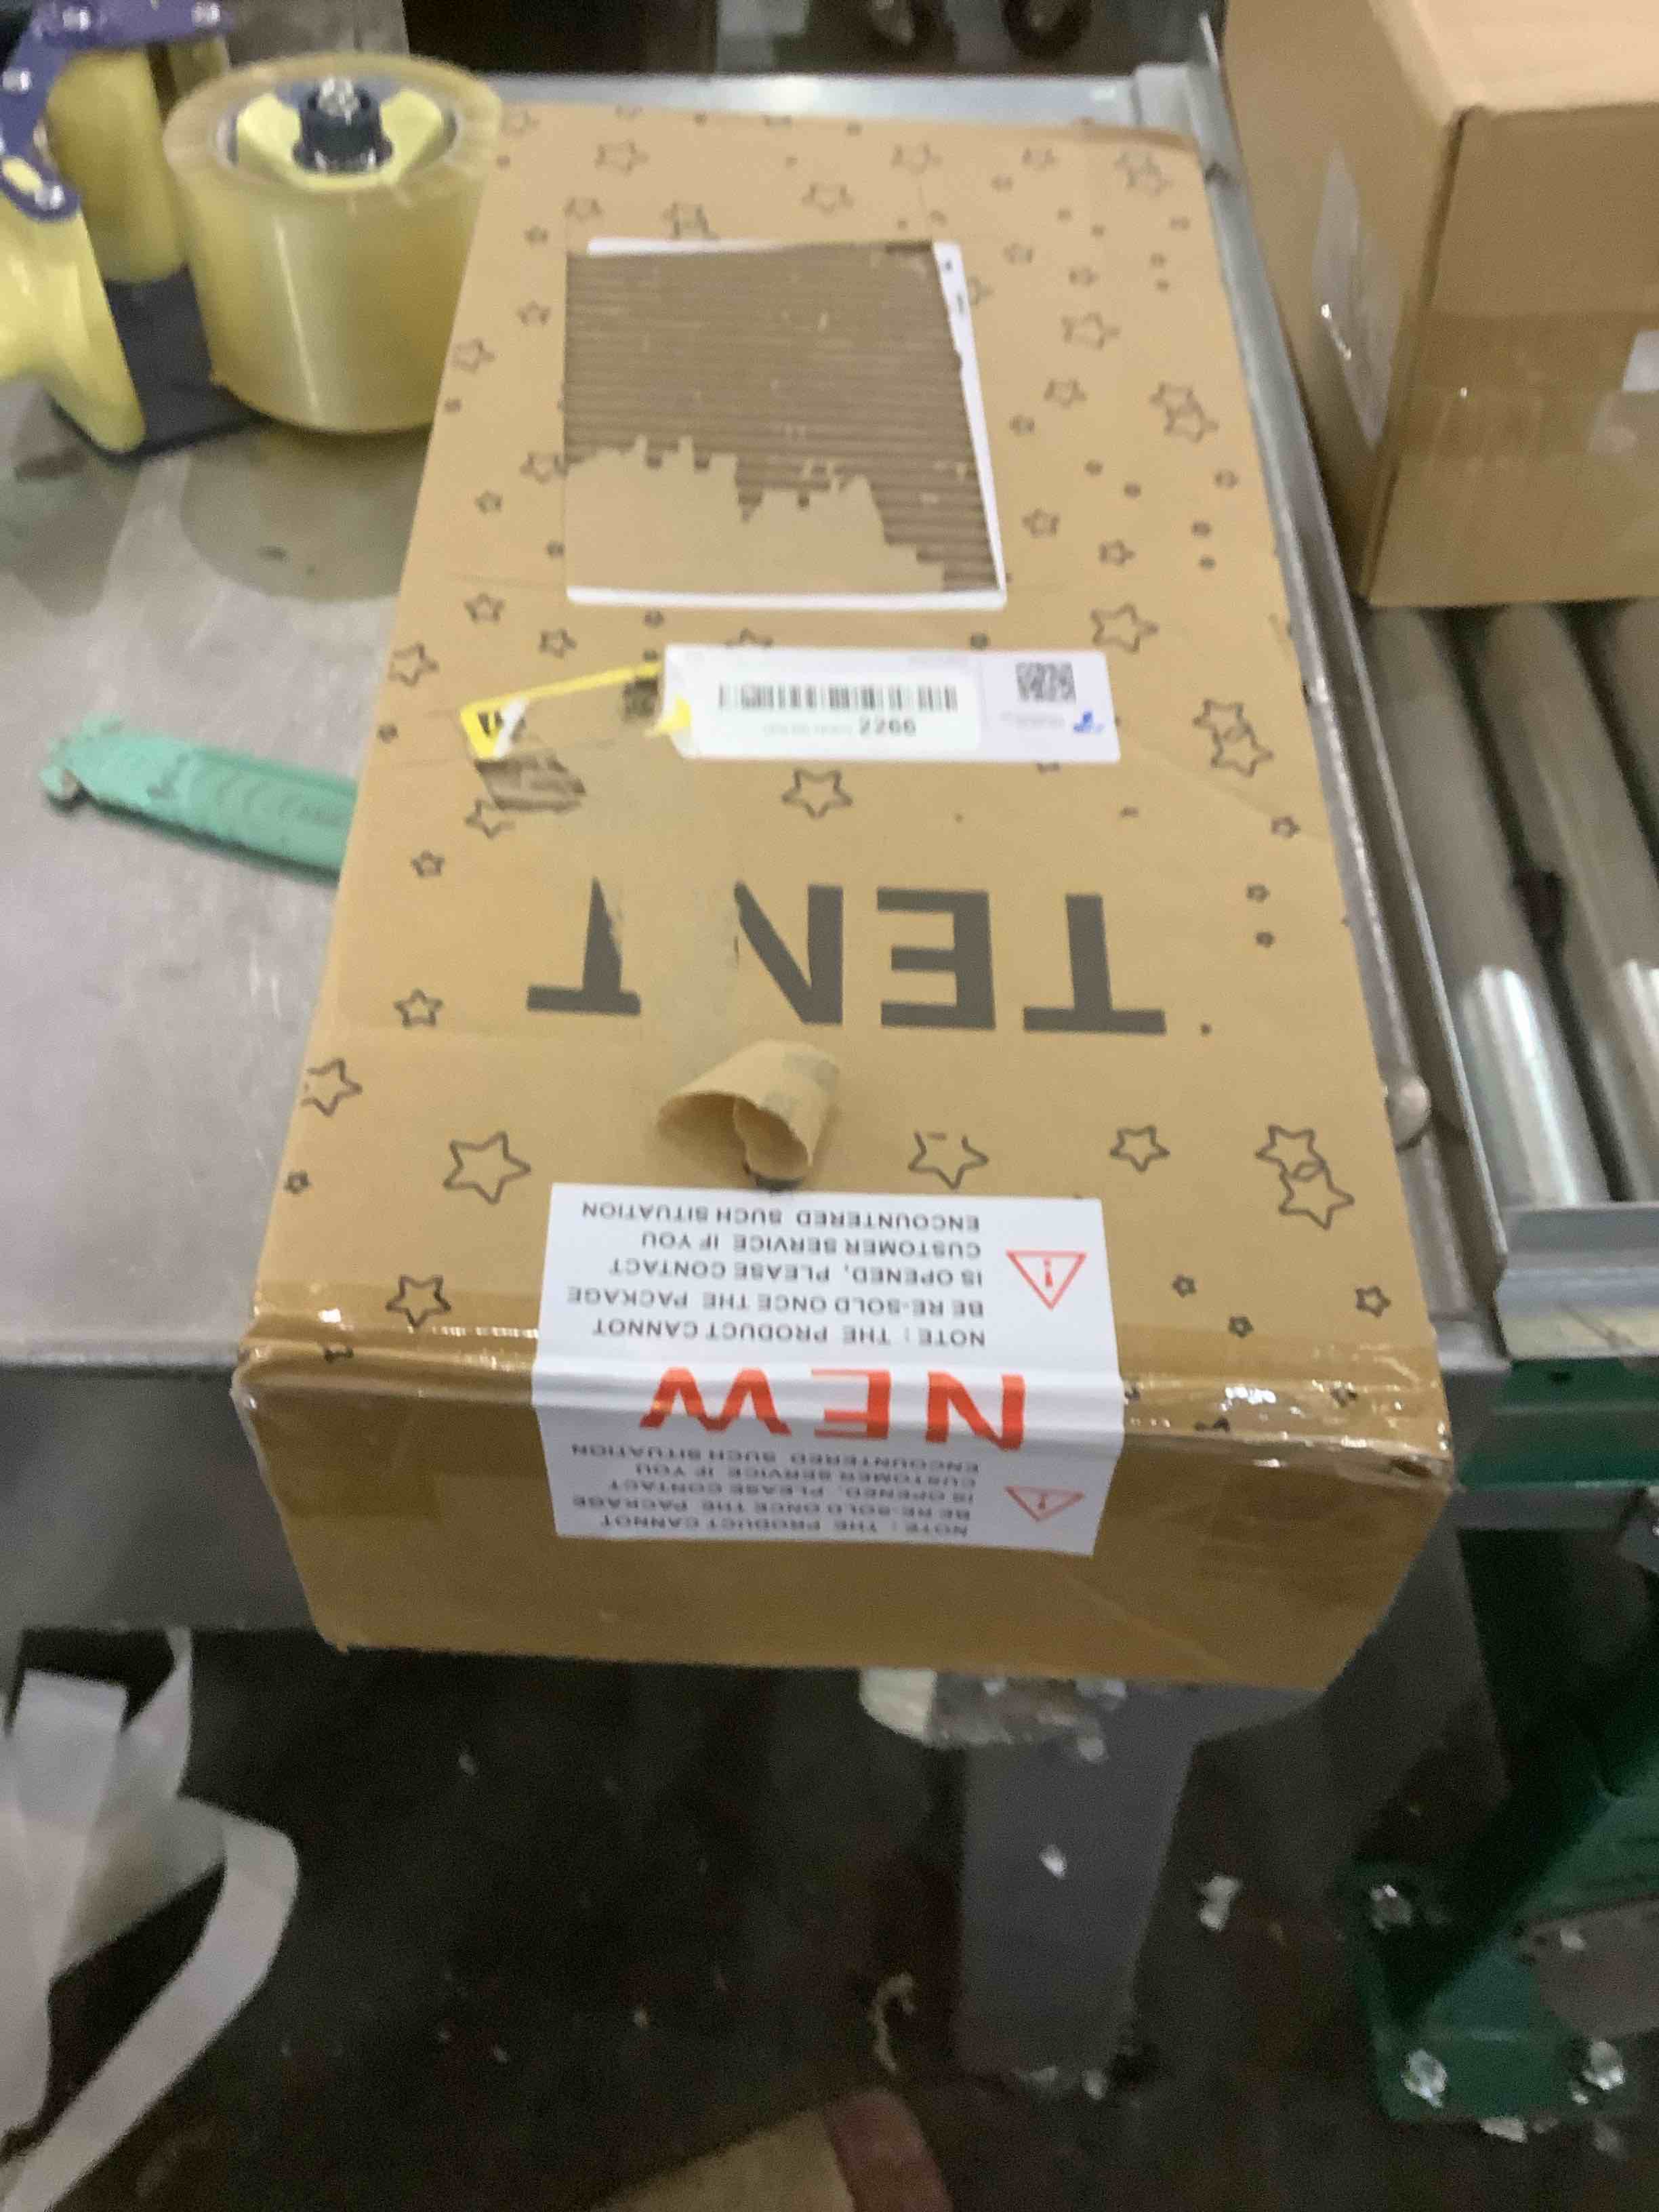 2266
TENT
NOTE : THE PRODUCT CANNOT
BE RE-SOLD ONCE THE PACKAGE
IS OPENED, PLEASE CONTACT
CUSTOMER SERVICE IF YOU
ENCOUNTERED SUCH SITUATION
NEW
NOTE : THE PRODUCT CANNOT
BE RE-SOLD ONCE THE PACKAGE
IS OPENED, PLEASE CONTACT
CUSTOMER SERVICE IF YOU
ENCOUNTERED SUCH SITUATION